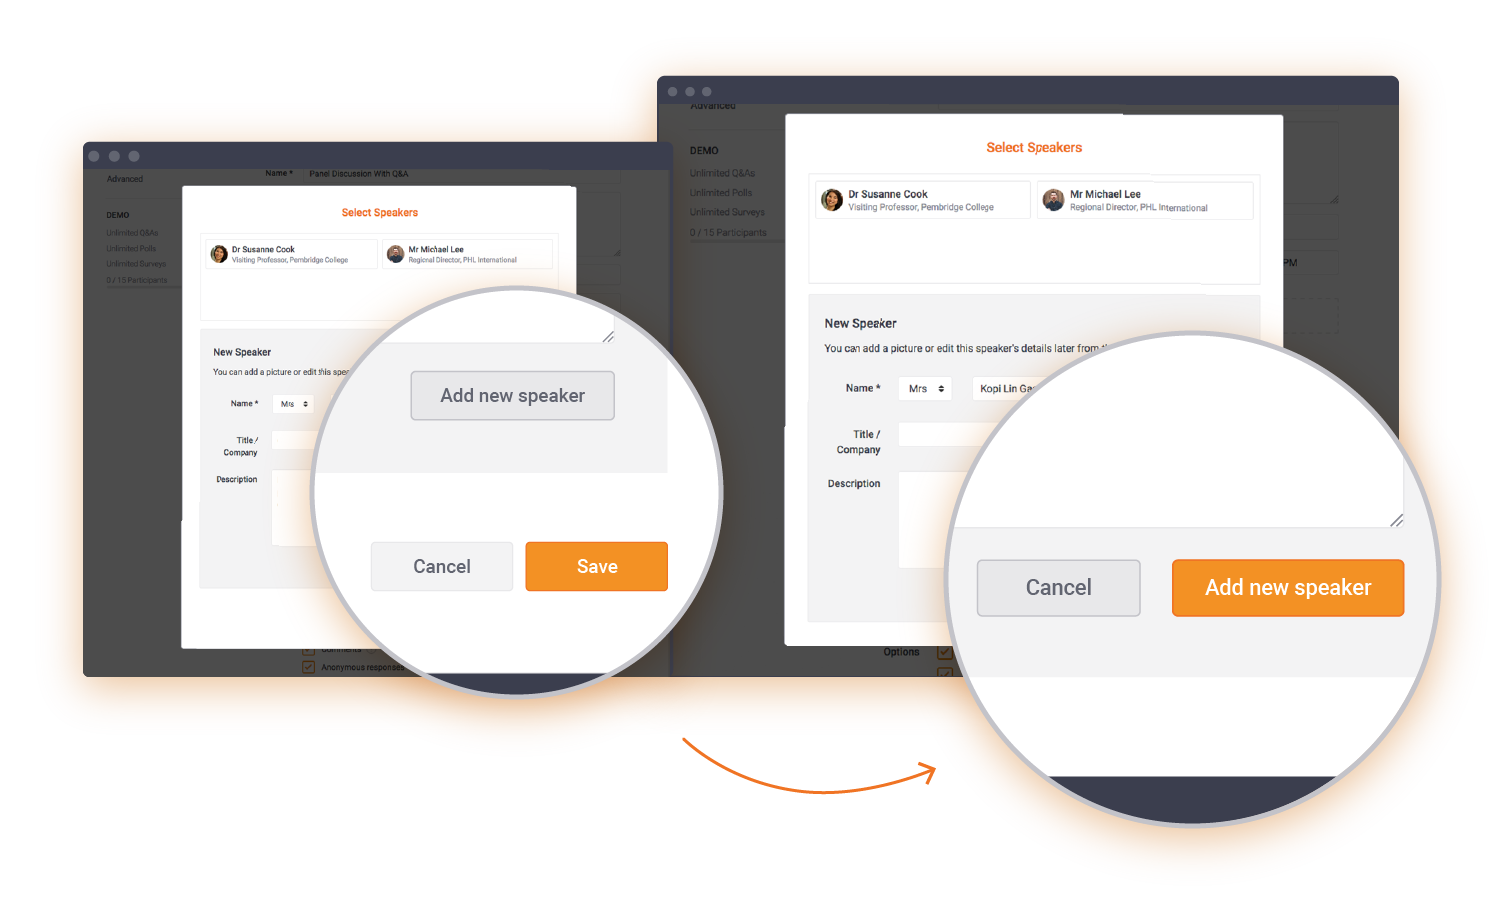 Advanced
Name *
Panel Discussion With Q&A
DEMO
Unlimited Q&As
Unlimited Polls
Unlimited Surveys
0 / 15 Participants
Select Speakers
Dr Susanne Cook
Visiting Professor, Pembridge College
Mr Michael Lee
Regional Director, PHL International
New Speaker
You can add a picture or edit this
Name *
Mrs
Title /
Company
Description
Add new speaker
Cancel
Save
Comments
Anonymous responses
Advanced
DEMO
Unlimited Q&As
Unlimited Polls
Unlimited Surveys
0 / 15 Participants
PM
Select Speakers
Dr Susanne Cook
Visiting Professor, Pembridge College
Mr Michael Lee
Regional Director, PHL International
New Speaker
You can add a picture or edit this speaker's details later from
Name *
Mrs
Kopi Lin
Title /
Company
Description
Options
Cancel
Add new speaker